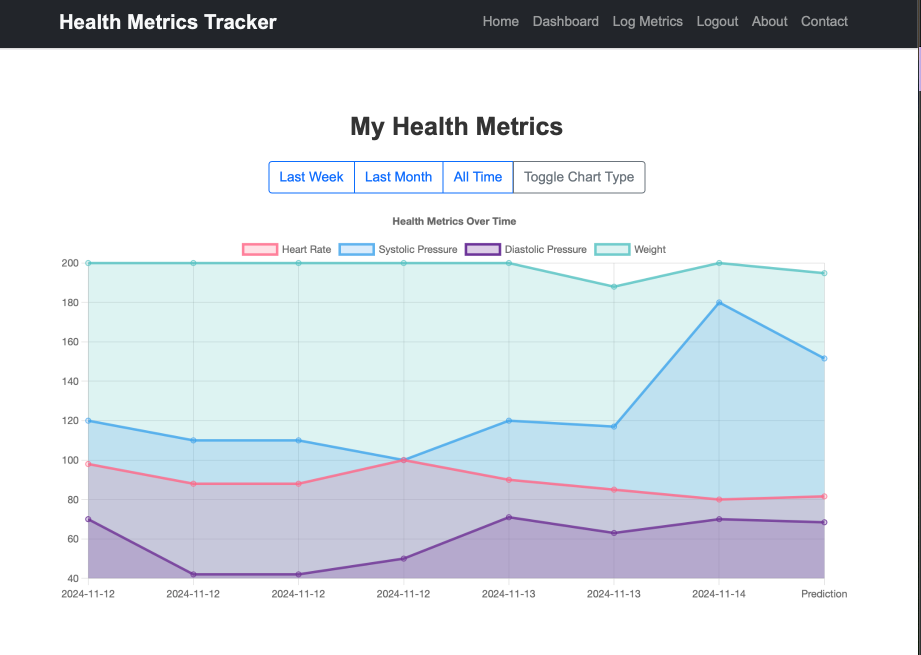 Health Metrics Tracker
Home Dashboard Log Metrics Logout About Contact
My Health Metrics
Last Week Last Month All Time Toggle Chart Type
Health Metrics Over Time
Heart Rate Systolic Pressure Diastolic Pressure Weight
200
180
160
140
120
100
80
60
40
2024-11-12 2024-11-12 2024-11-12 2024-11-12 2024-11-13 2024-11-13 2024-11-14 Prediction